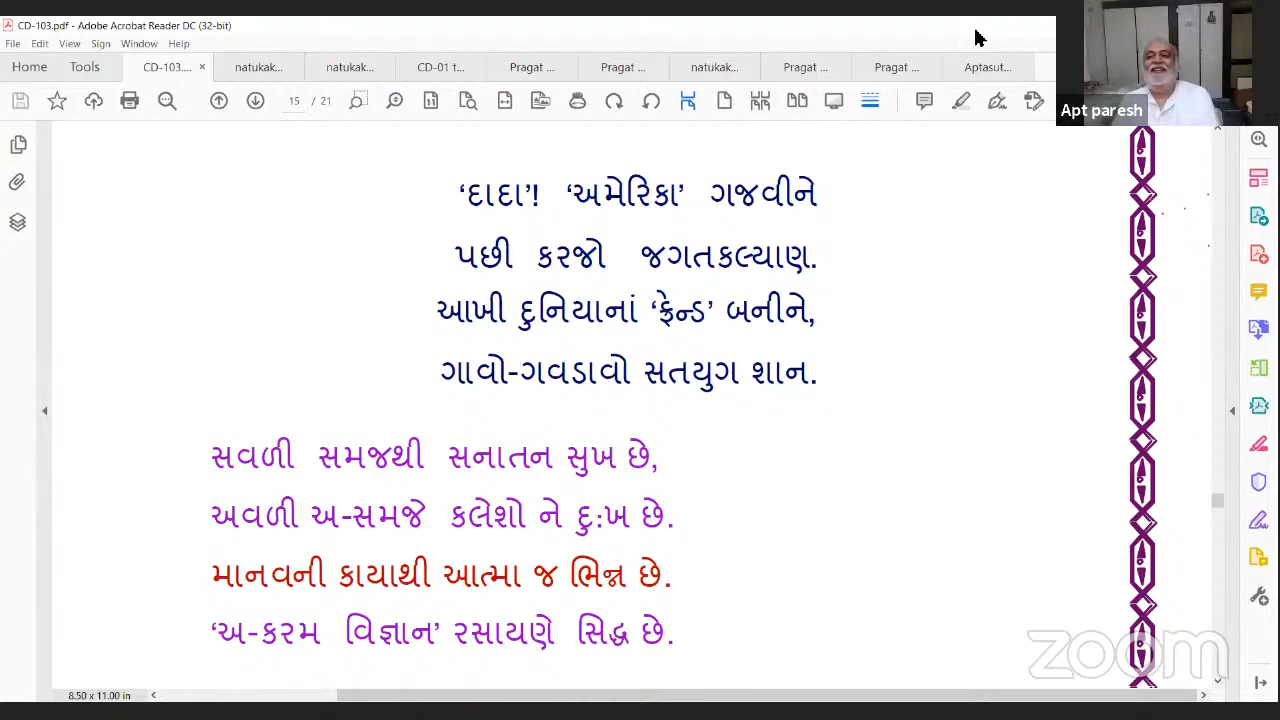 CD-103.pdf - Adobe Acrobat Reader DC (32-bit)
File Edit View Sign Window Help
Home Tools CD-103.... × natukak... natukak... CD-01 Pragat Pragat ... natukak... Pragat ... Pragat ... Aptasut...
15 / 21
Apt paresh
‘દાદા’! ‘અમેરિકા’ ગજવીને
પછી કરજો જગતકલ્યાણ.
આખી દુનિયાનાં ‘ફ્રેન્ડ’ બનીને,
ગાવો-ગવડાવો સતયુગ શાન.
સવળી સમજથી સનાતન સુખ છે,
અવળી અ-સમજે કલેશો ને દુ:ખ છે.
માનવની કાયાથી આત્મા જ ભિન્ન છે.
‘અ-કરમ વિજ્ઞાન’ રસાયણે સિદ્ધ છે.
zoom
8.50 x 11.00 in